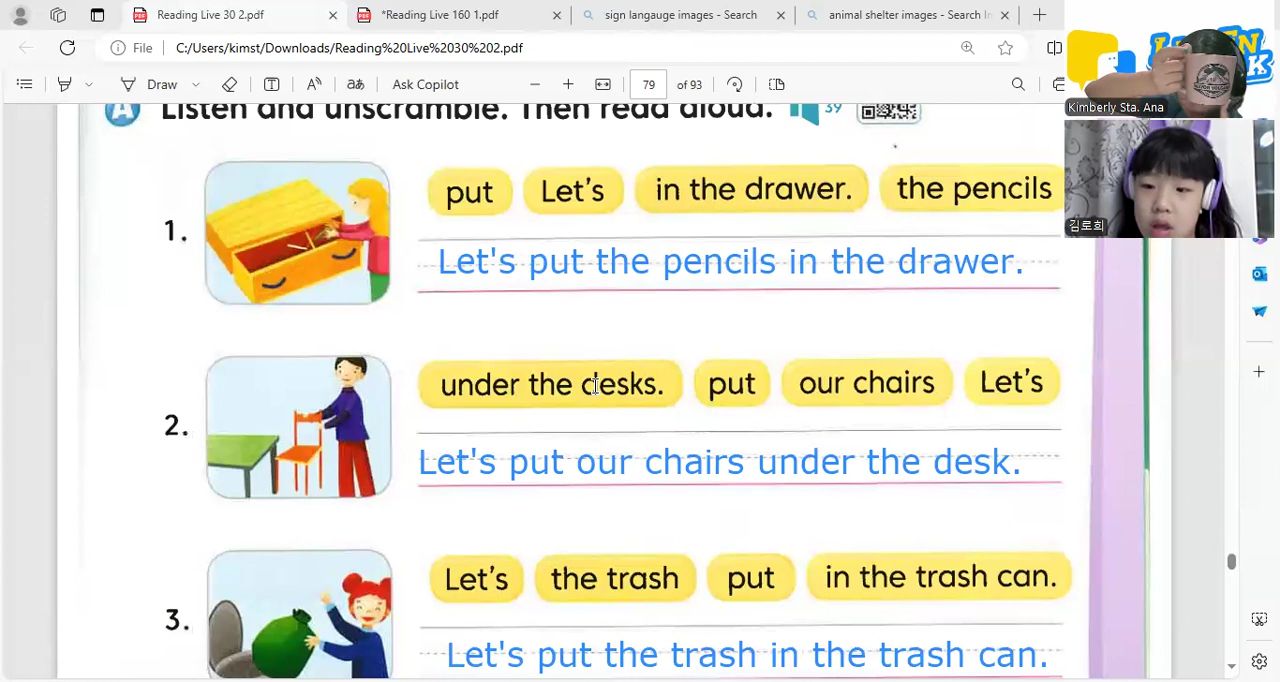 Reading Live 30 2.pdf
*Reading Live 160 1.pdf
sign langauge images - Search
animal shelter images - Search
File
C:/Users/kimst/Downloads/Reading%20Live%2030%202.pdf
Draw
Ask Copilot
79
of 93
Kimberly Sta. Ana
김로희
A
Listen and unscramble. Then read aloud.
39
1.
put
Let's
in the drawer.
the pencils
Let's put the pencils in the drawer.
2.
under the desks.
put
our chairs
Let's
Let's put our chairs under the desk.
3.
Let's
the trash
put
in the trash can.
Let's put the trash in the trash can.